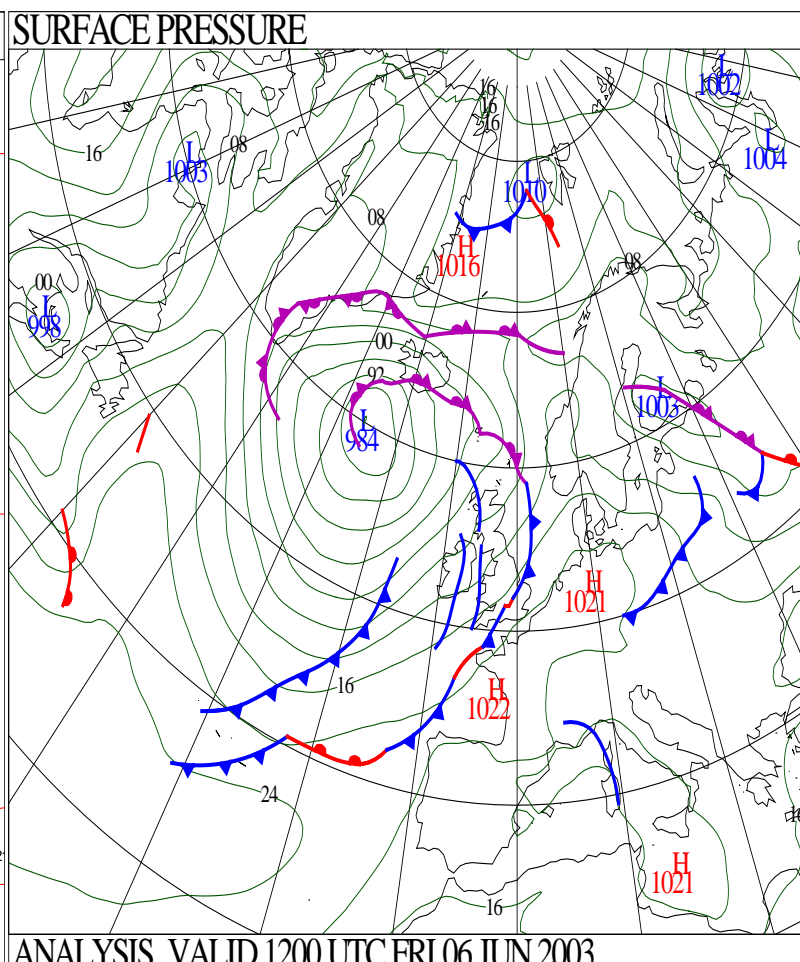 SURFACE PRESSURE
L
1002
16
16
16
L
1004
16
L
1003
08
L
1010
08
H
1016
08
00
L
998
00
92
L
1003
L
984
H
1021
16
H
1022
24
H
1021
16
ANALYSIS VALID 1200 UTC FRI 06 JUN 2003